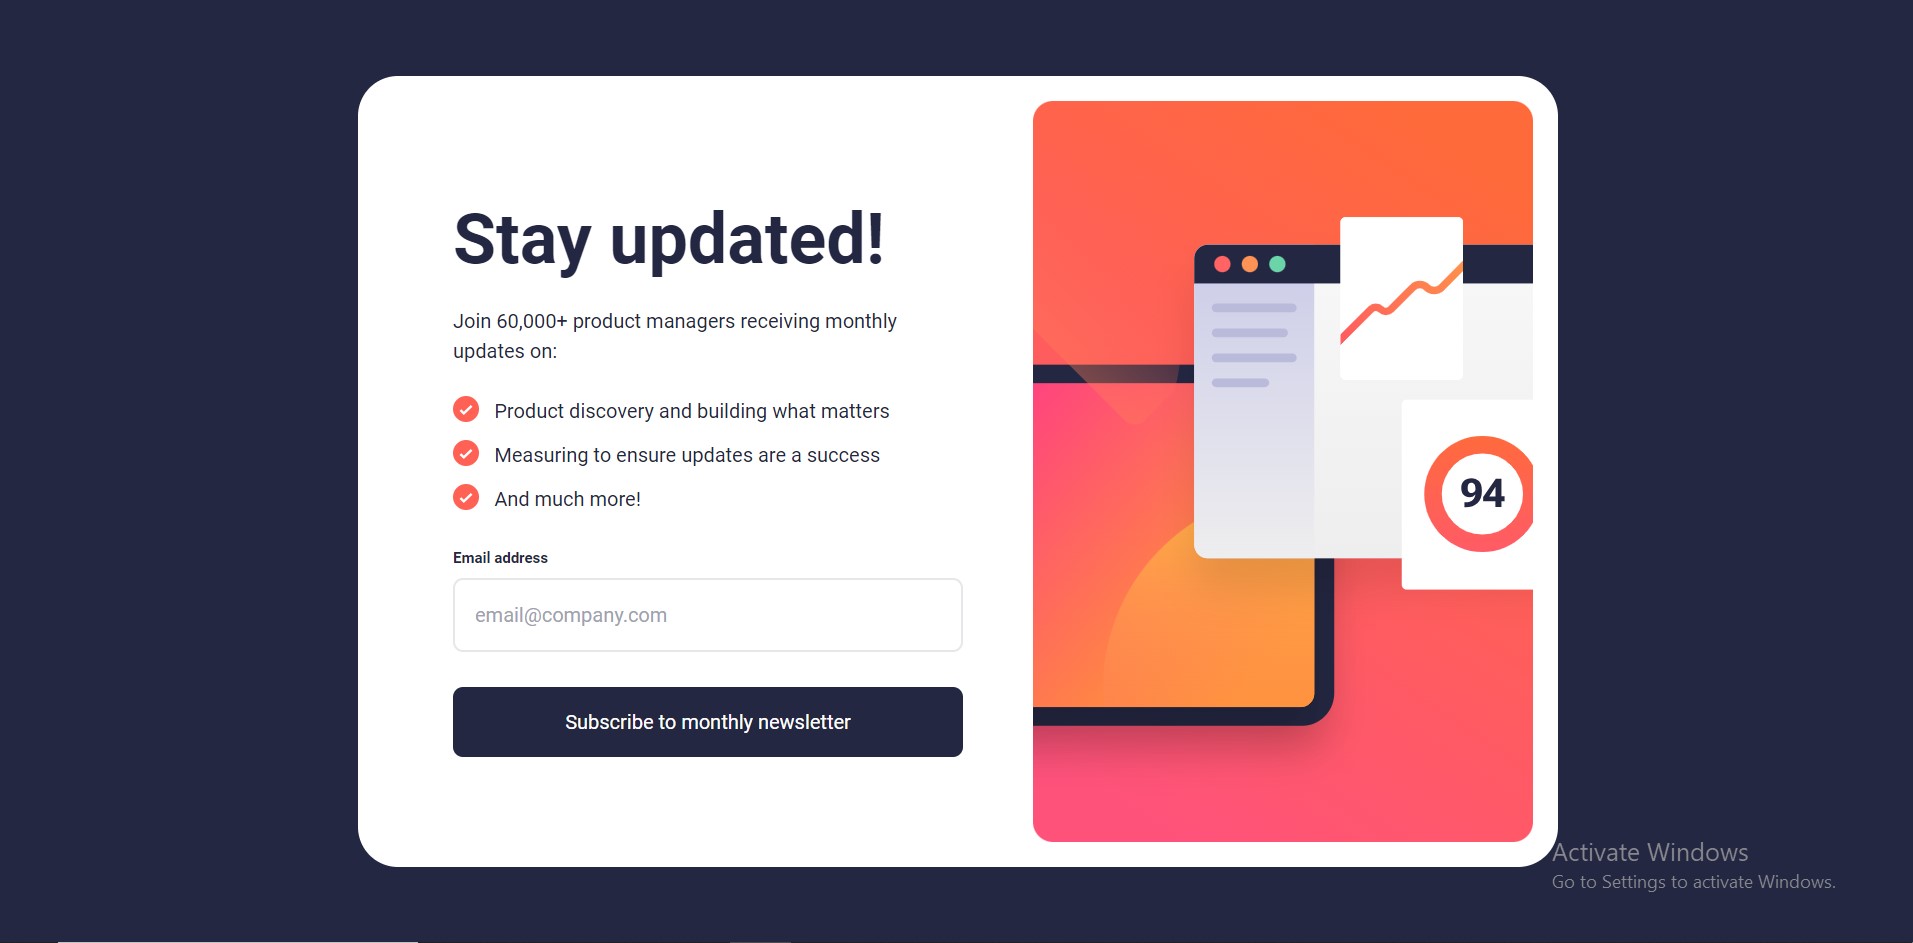 Stay updated!
Join 60,000+ product managers receiving monthly
updates on:
Product discovery and building what matters
Measuring to ensure updates are a success
And much more!
Email address
email@company.com
Subscribe to monthly newsletter
94
Activate Windows
Go to Settings to activate Windows.